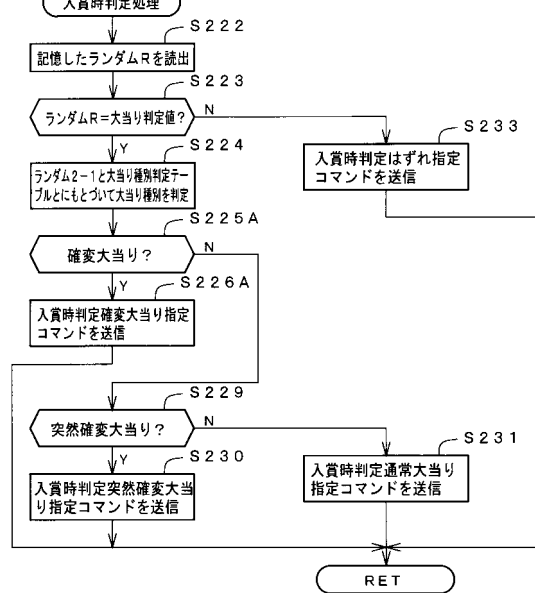 入賞時判定処理
S222
記憶したランダムRを読出
S223
ランダムR=大当り判定値?
N
Y
S224
ランダム2-1と大当り種別判定テー
ブルとにもとづいて大当り種別を判定
S233
入賞時判定はずれ指定
コマンドを送信
S225A
確変大当り?
N
Y
S226A
入賞時判定確変大当り指定
コマンドを送信
S229
突然確変大当り?
N
Y
S230
入賞時判定突然確変大当
り指定コマンドを送信
S231
入賞時判定通常大当り
指定コマンドを送信
RET